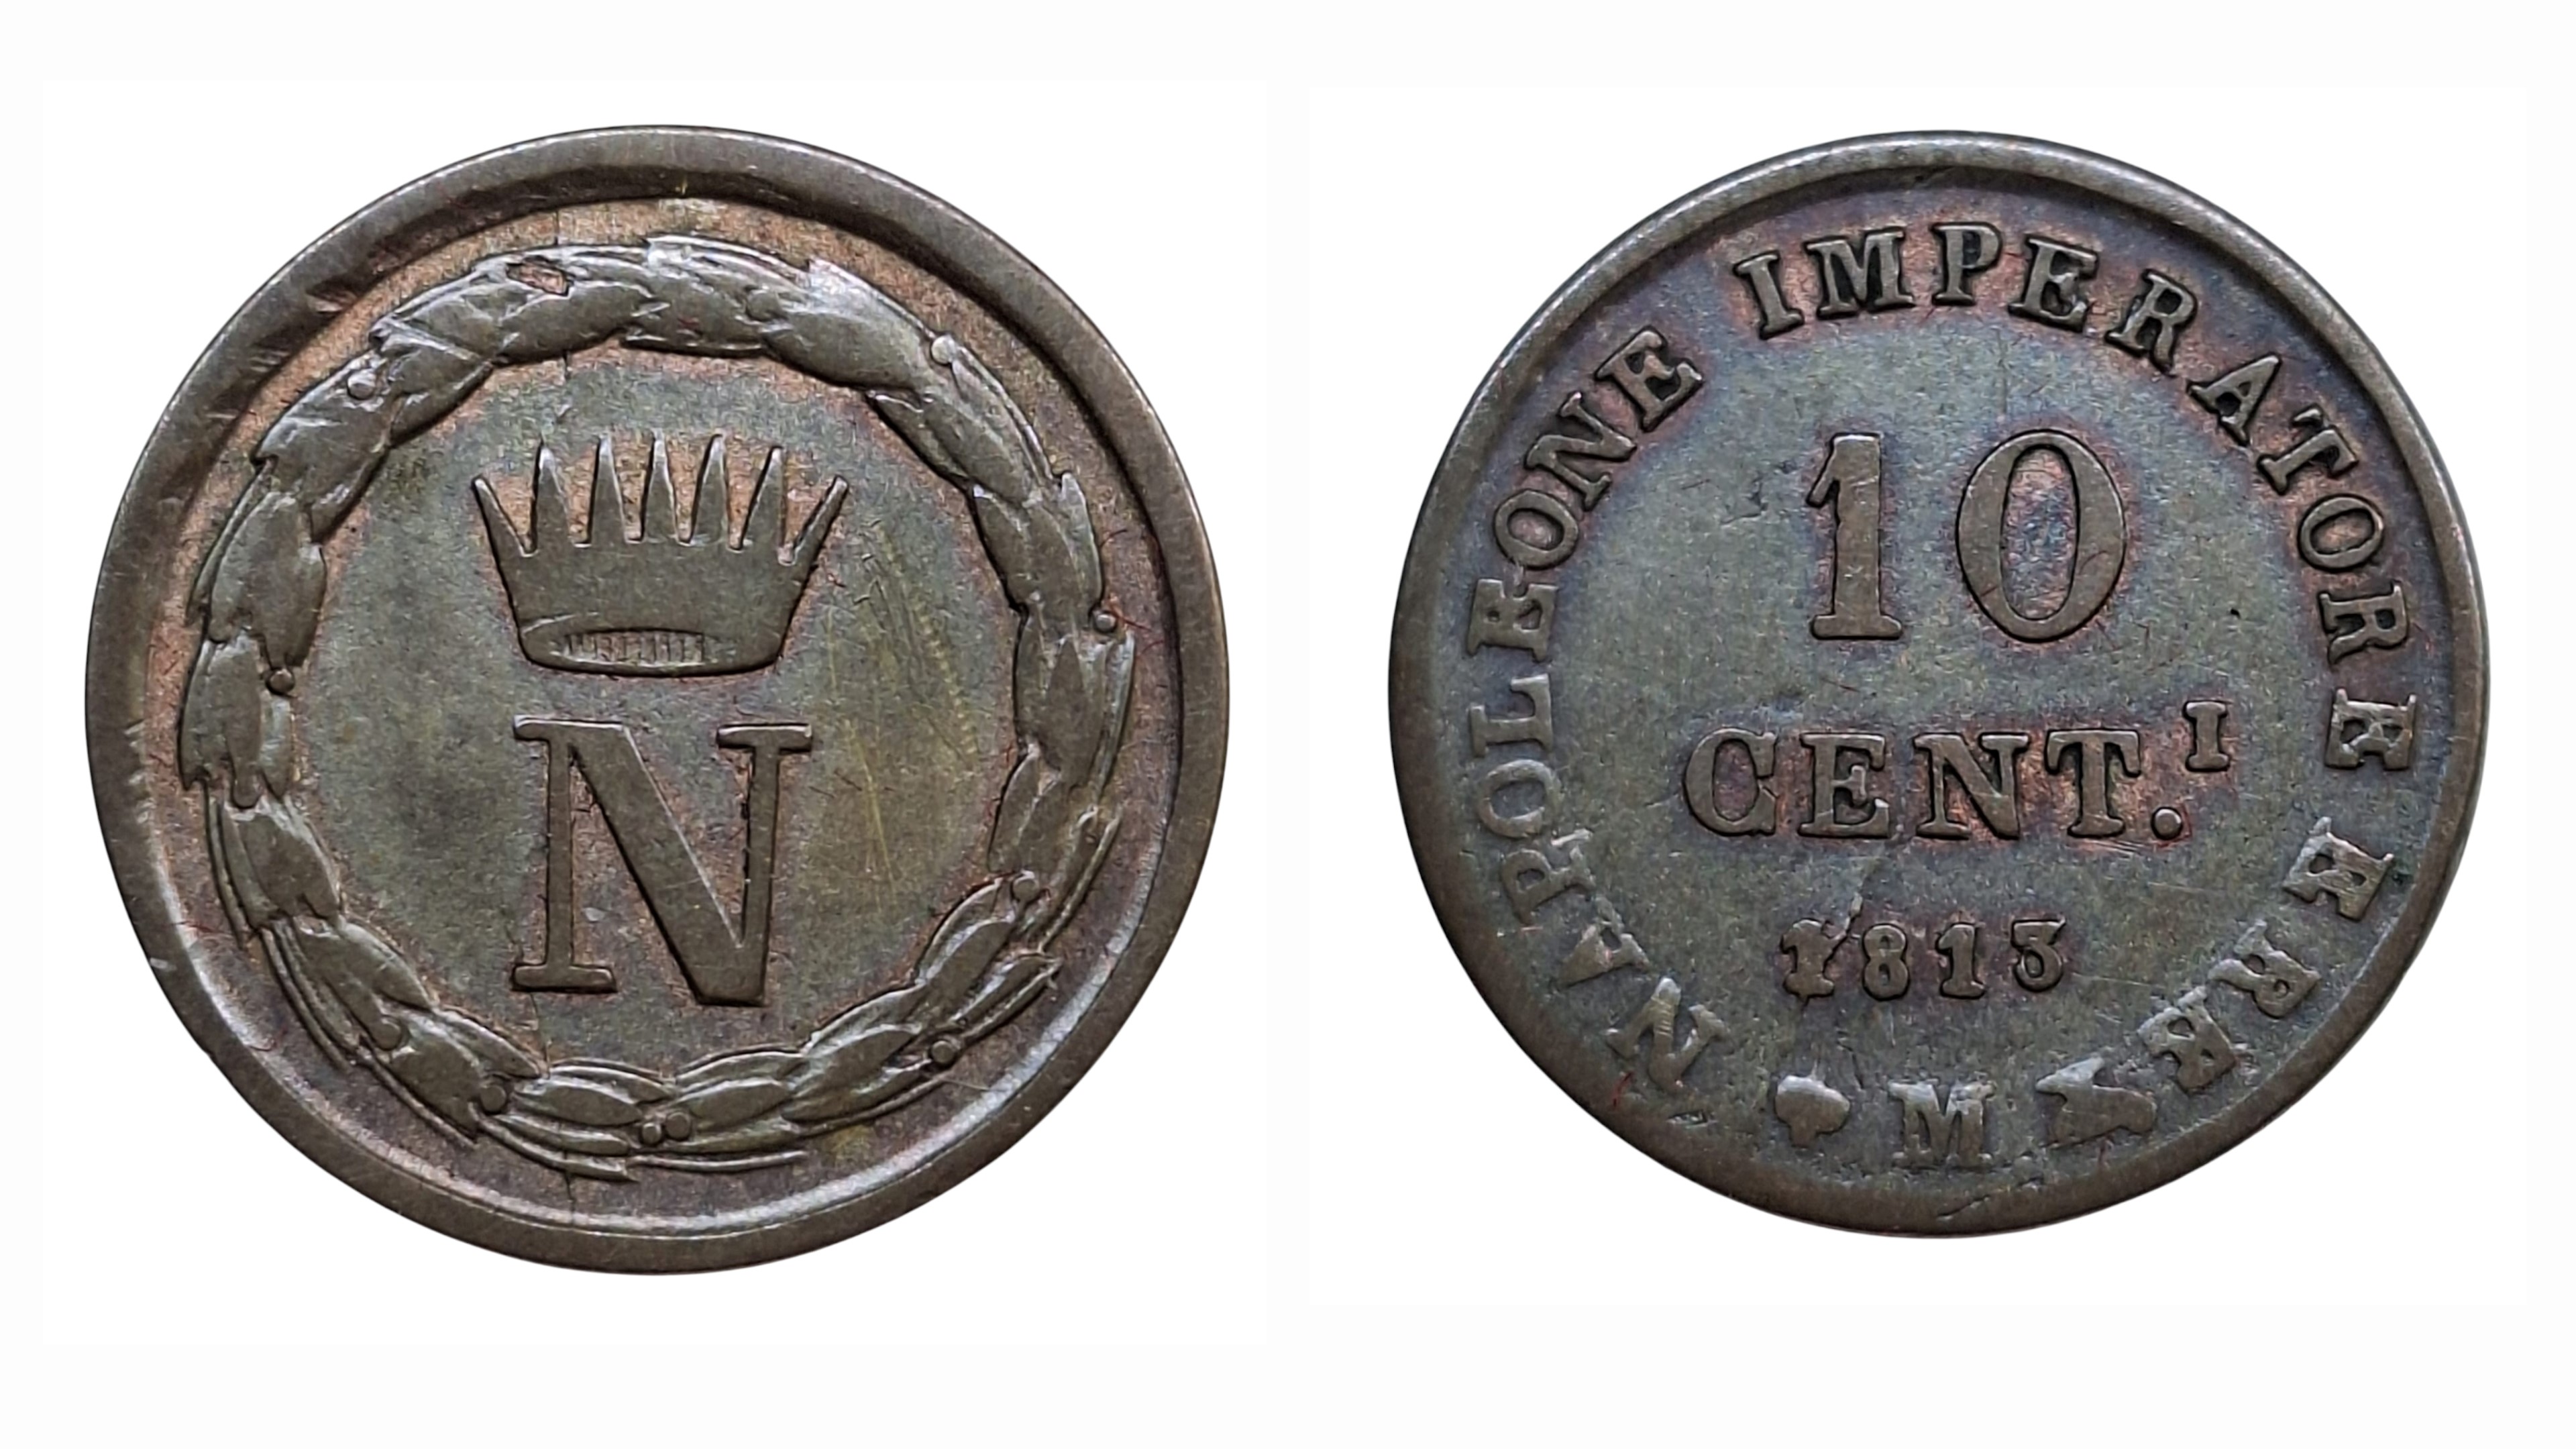 N
NAPOLEONE IMPERATORE E RE
10
CENT.I
1813
M